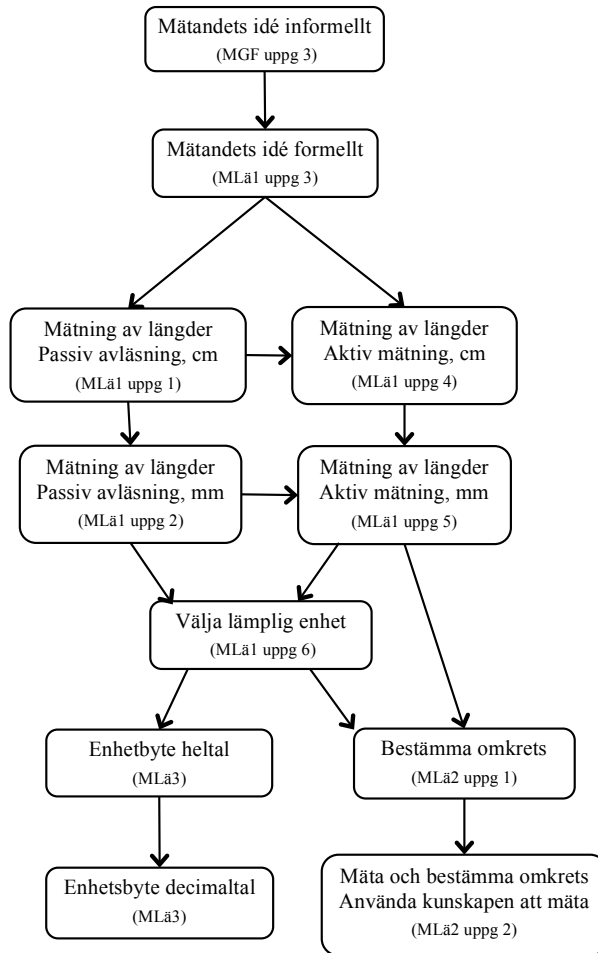 Mätandets idé informellt
(MGF uppg 3)
Mätandets idé formellt
(MLä1 uppg 3)
Mätning av längder
Passiv avläsning, cm
(MLä1 uppg 1)
Mätning av längder
Aktiv mätning, cm
(MLä1 uppg 4)
Mätning av längder
Passiv avläsning, mm
(MLä1 uppg 2)
Mätning av längder
Aktiv mätning, mm
(MLä1 uppg 5)
Välja lämplig enhet
(MLä1 uppg 6)
Enhetbyte heltal
(MLä3)
Bestämma omkrets
(MLä2 uppg 1)
Enhetsbyte decimaltal
(MLä3)
Mäta och bestämma omkrets
Använda kunskapen att mäta
(MLä2 uppg 2)